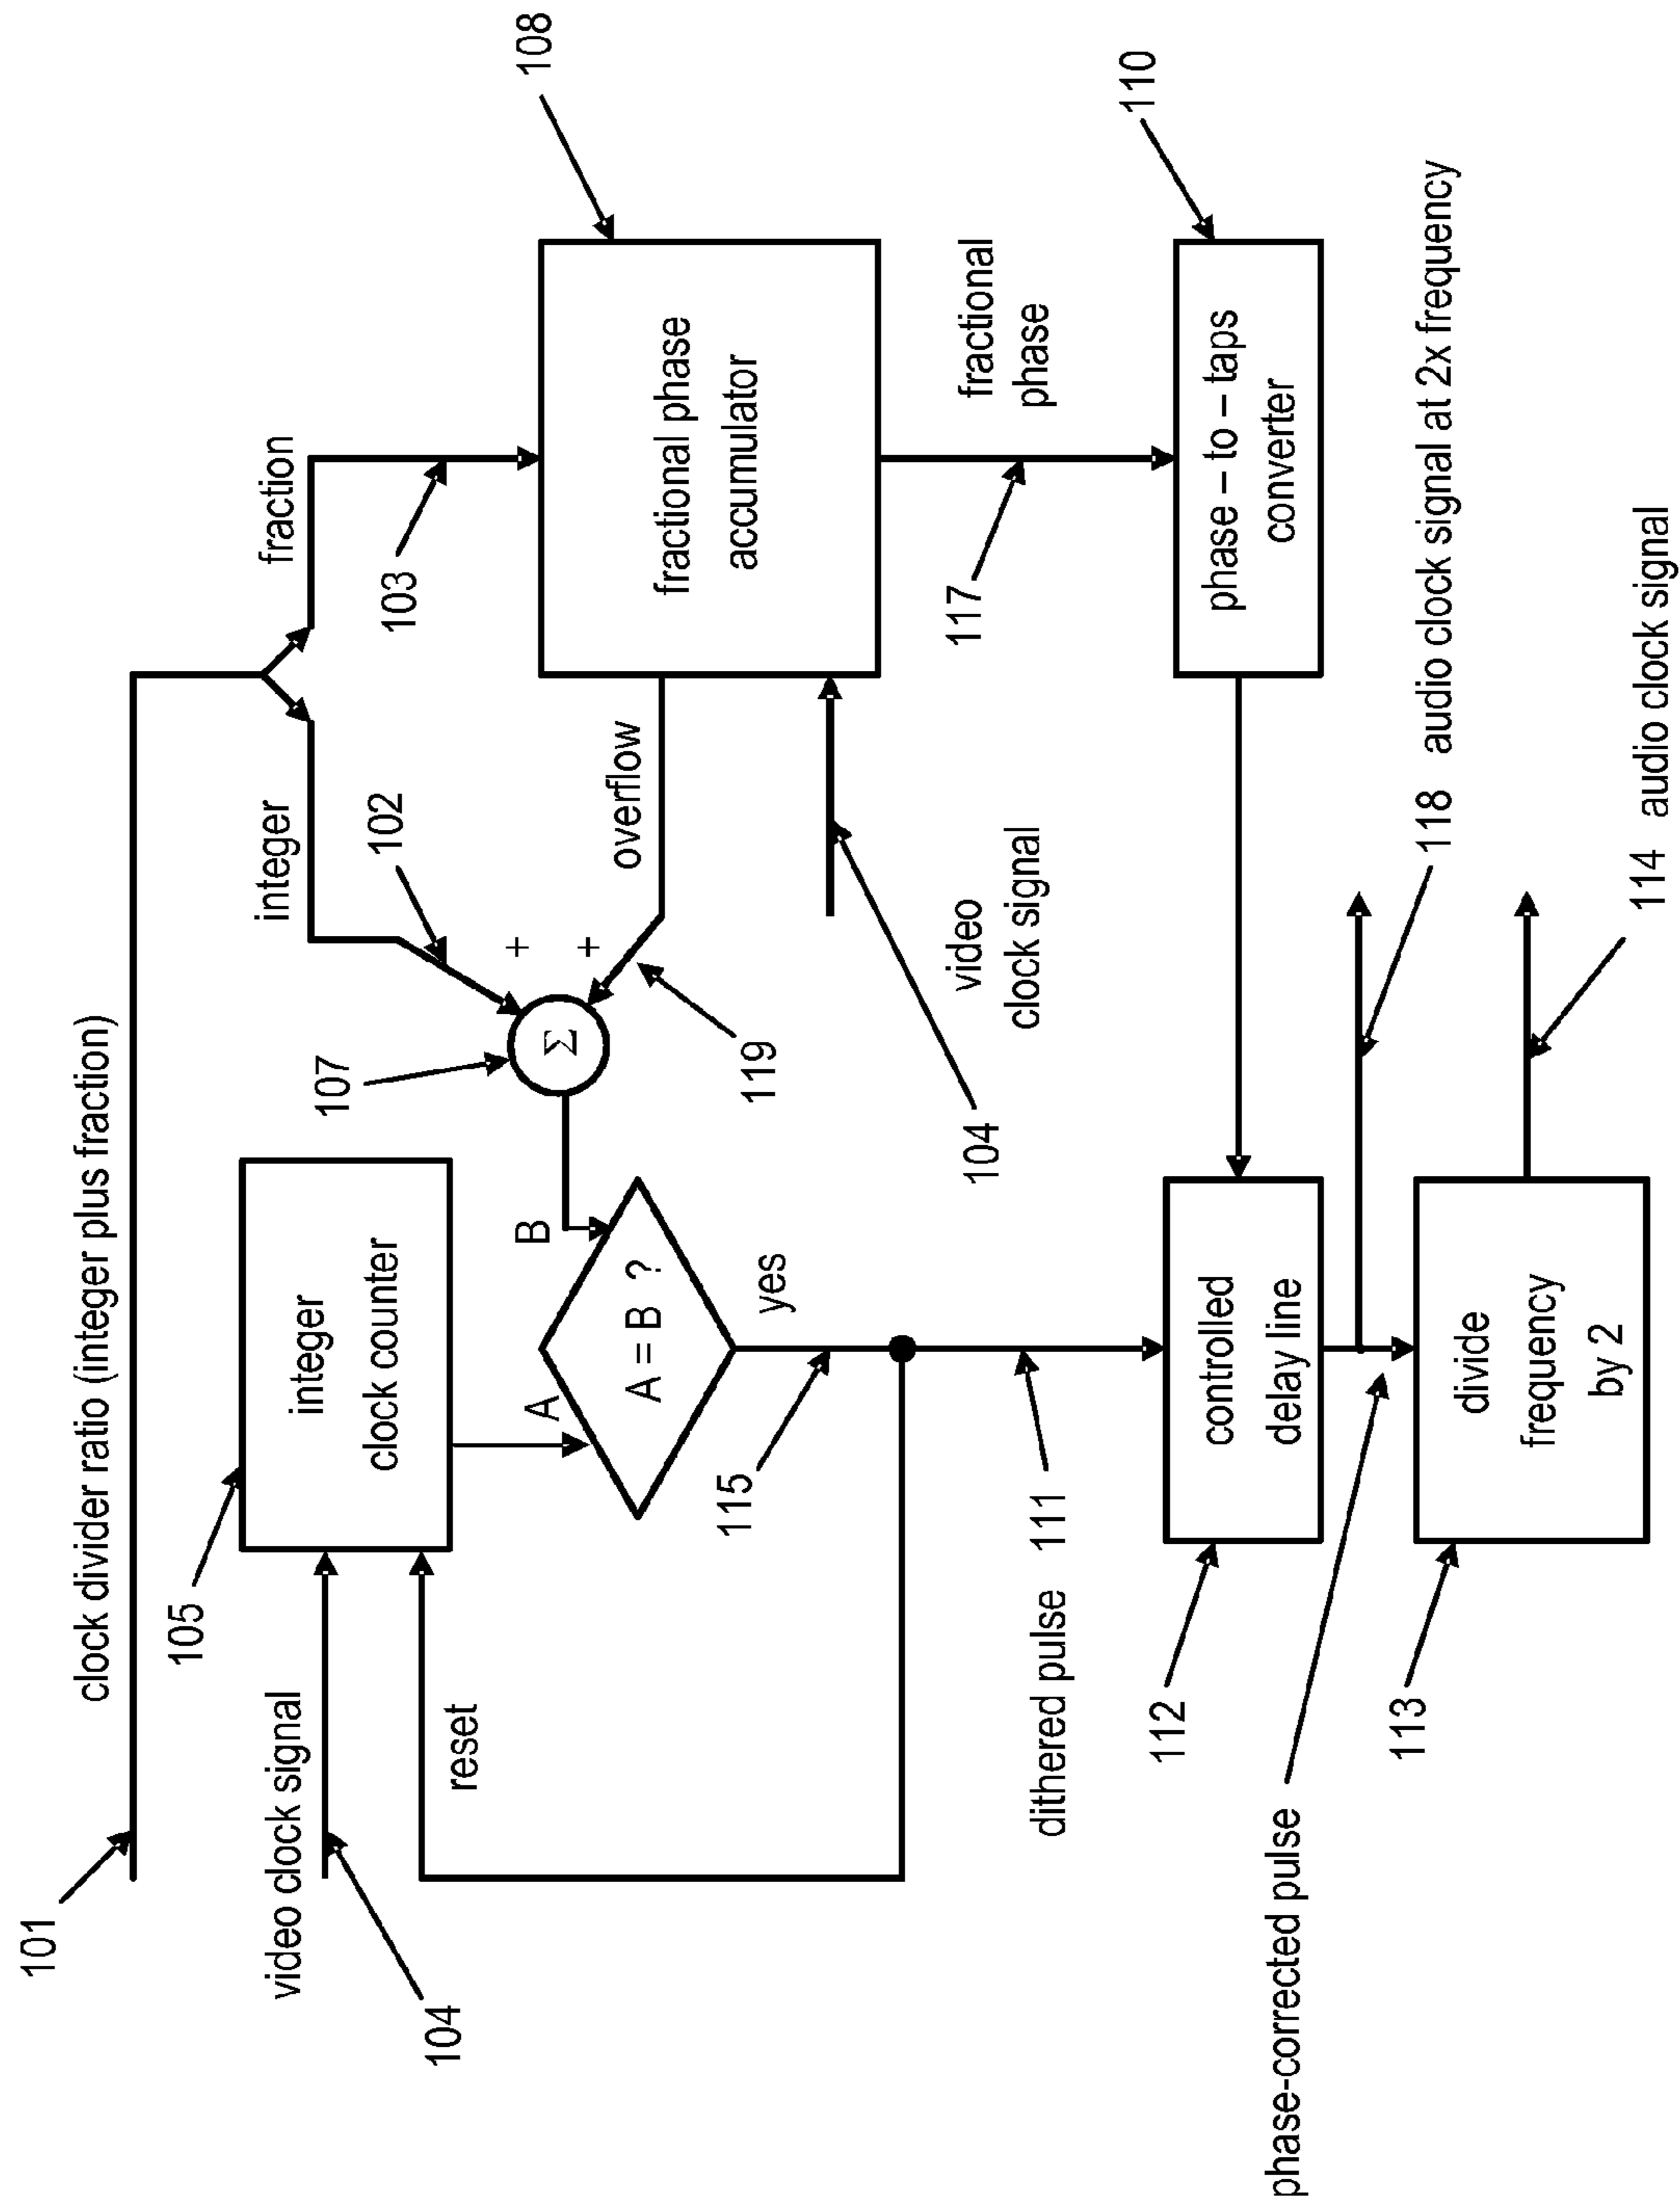 101
clock divider ratio (integer plus fraction)
105
video clock signal
104
reset
integer
clock counter
integer
102
fraction
103
107
+
+
Σ
119
overflow
108
fractional phase
accumulator
A
B
A = B ?
yes
115
video
clock signal
104
fractional
phase
117
dithered pulse 111
110
phase – to – taps
converter
112
controlled
delay line
phase-corrected pulse
118 audio clock signal at 2x frequency
113
divide
frequency
by 2
114 audio clock signal